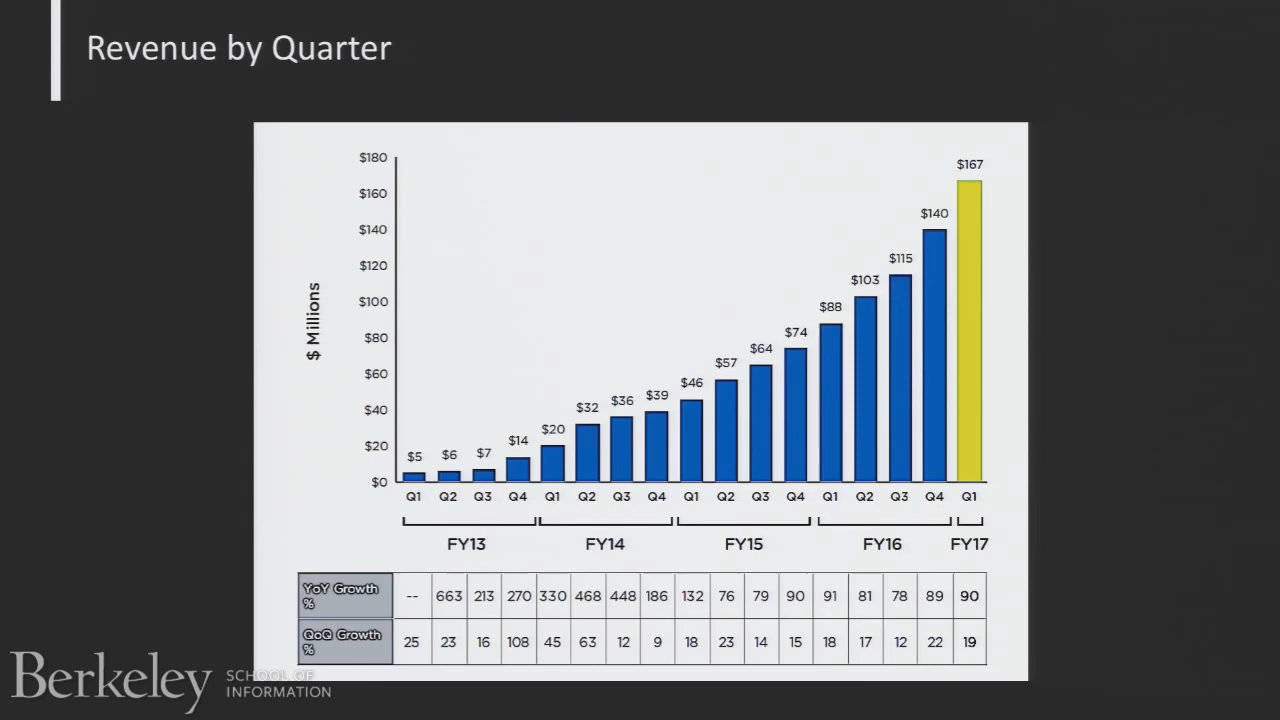 Revenue by Quarter
$180
$160
$140
$120
$100
$80
$60
$40
$20
$0
$ Millions
$5 $6 $7 $14 $20 $32 $36 $39 $46 $57 $64 $74 $88 $103 $115 $140 $167
Q1 Q2 Q3 Q4 Q1 Q2 Q3 Q4 Q1 Q2 Q3 Q4 Q1 Q2 Q3 Q4 Q1
FY13 FY14 FY15 FY16 FY17
YoY Growth
%
-- 663 213 270 330 468 448 186 132 76 79 90 91 81 78 89 90
QoQ Growth
%
25 23 16 108 45 63 12 9 18 23 14 15 18 17 12 22 19
Berkeley
SCHOOL OF
INFORMATION